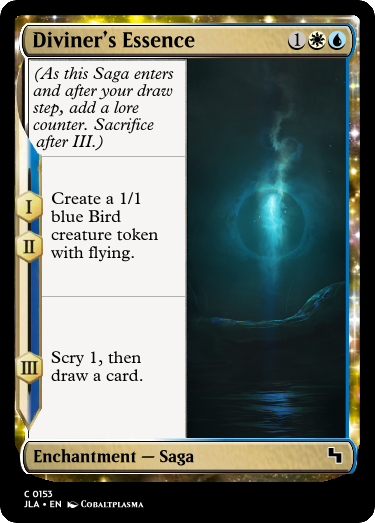 Diviner's Essence 1
(As this Saga enters
and after your draw
step, add a lore
counter. Sacrifice
after III.)
I
II
Create a 1/1
blue Bird
creature token
with flying.
III
Scry 1, then
draw a card.
Enchantment — Saga
C 0153
JLA • EN Cobaltplasma